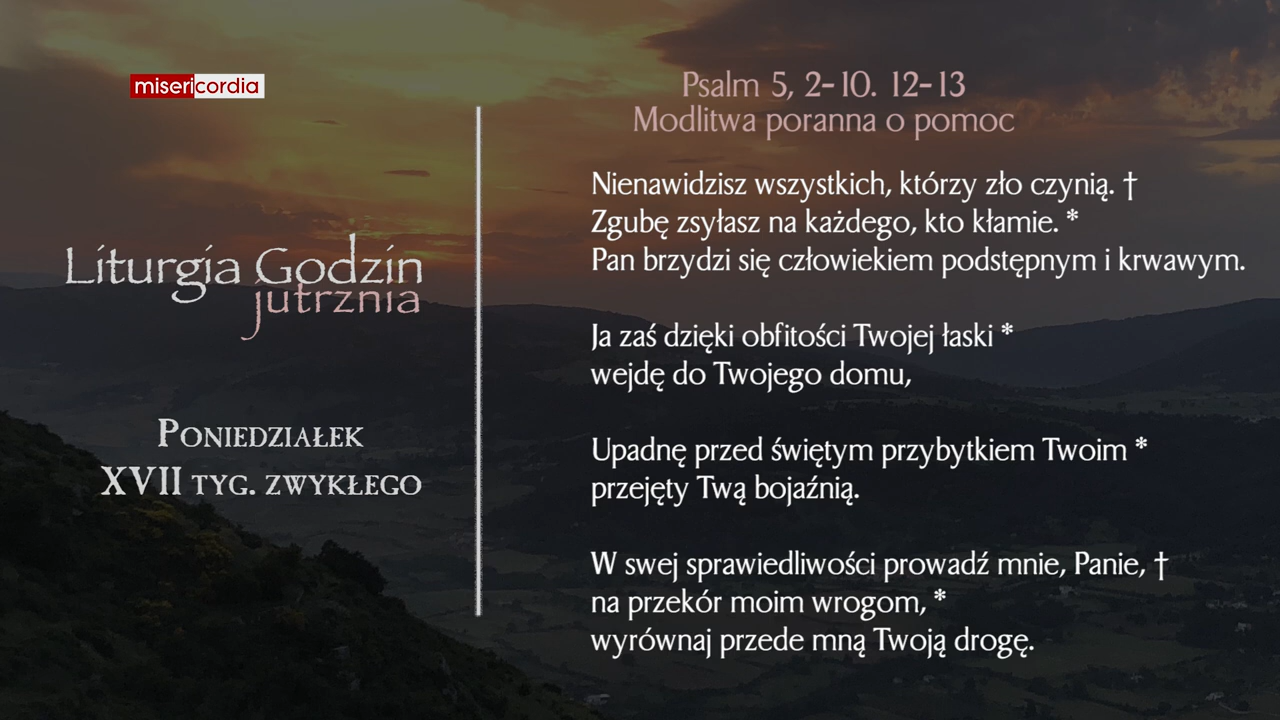 misericordia
Liturgia Godzin
jutrznia
Poniedziałek
XVII tyg. zwykłego
Psalm 5, 2-10. 12-13
Modlitwa poranna o pomoc
Nienawidzisz wszystkich, którzy zło czynią. †
Zgubę zsyłasz na każdego, kto kłamie. *
Pan brzydzi się człowiekiem podstępnym i krwawym.
Ja zaś dzięki obfitości Twojej łaski *
wejdę do Twojego domu,
Upadnę przed świętym przybytkiem Twoim *
przejęty Twą bojaźnią.
W swej sprawiedliwości prowadź mnie, Panie, †
na przekór moim wrogom, *
wyrównaj przede mną Twoją drogę.